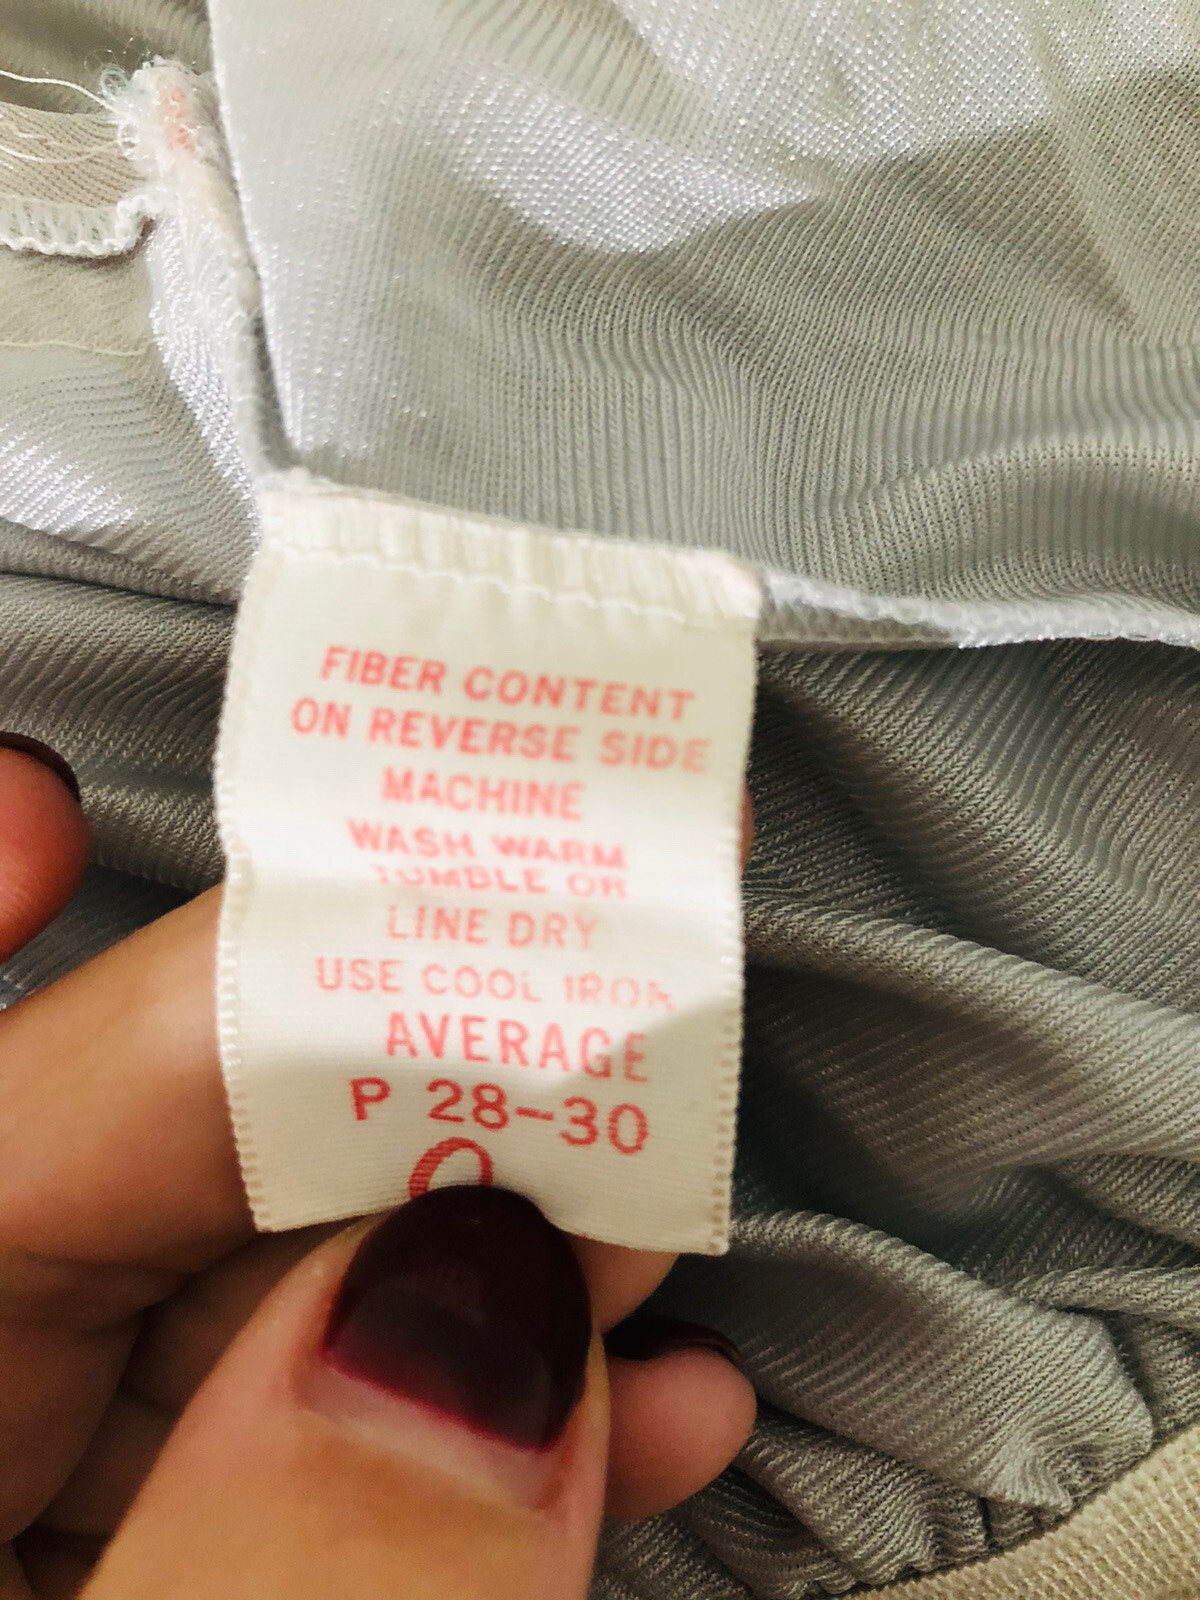 FIBER CONTENT
ON REVERSE SIDE
MACHINE
WASH WARM
TUMBLE OR
LINE DRY
USE COOL IRON
AVERAGE
P 28-30